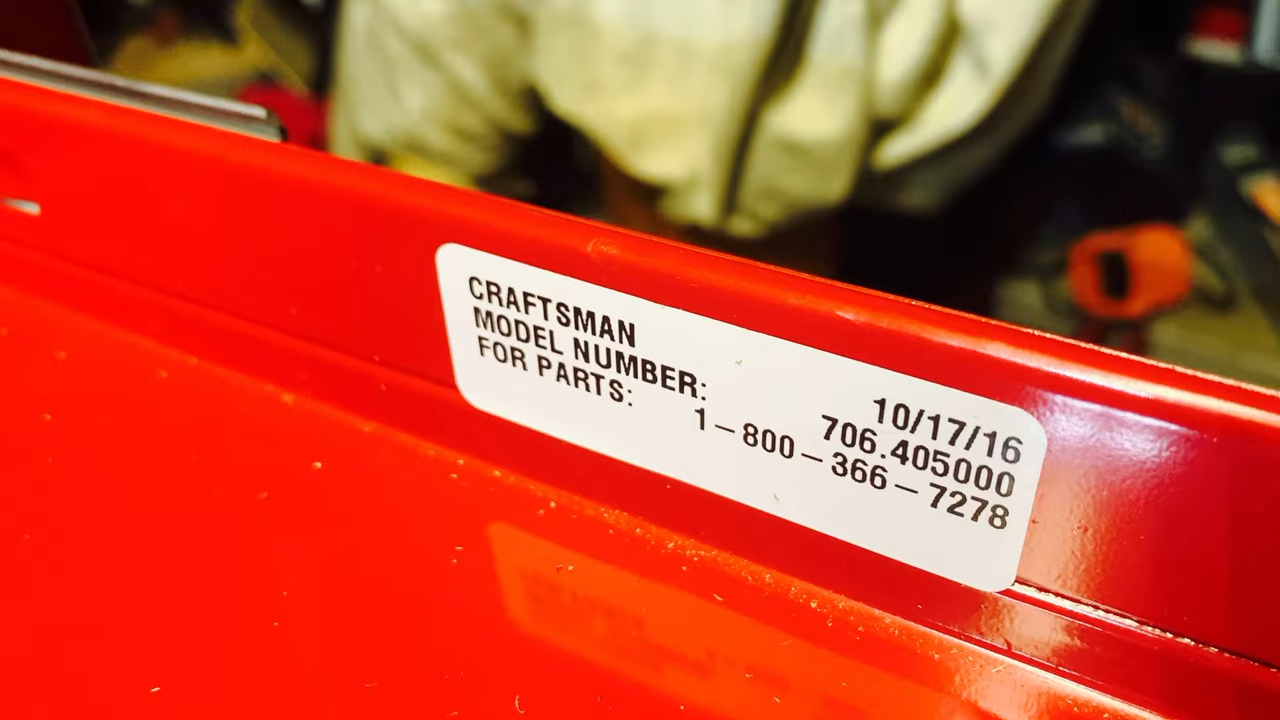 CRAFTSMAN 10/17/16
MODEL NUMBER: 706.405000
FOR PARTS: 1-800-366-7278